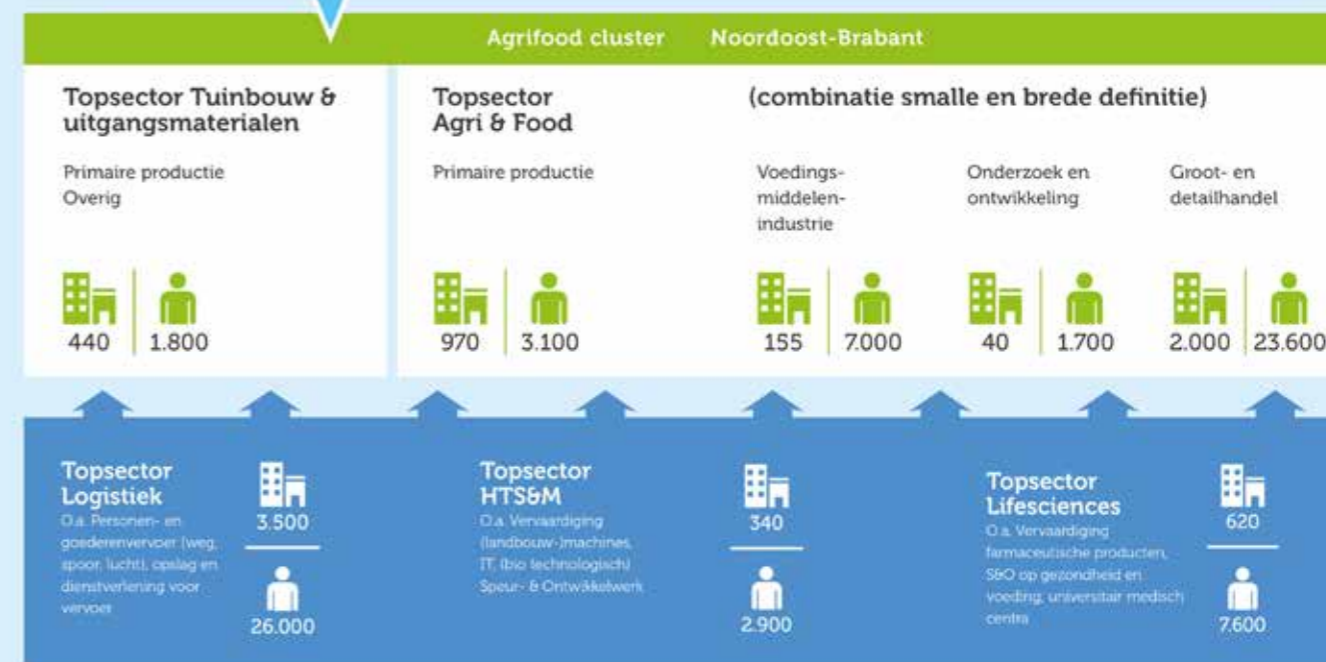 Agrifood cluster Noordoost-Brabant
Topsector Tuinbouw &
uitgangsmaterialen
Primaire productie
Overig
440 1.800
Topsector
Agri & Food
Primaire productie
970 3.100
(combinatie smalle en brede definitie)
Voedings-
middelen-
industrie
155 7.000
Onderzoek en
ontwikkeling
40 1.700
Groot- en
detailhandel
2.000 23.600
Topsector
Logistiek
O.a. Personen- en
goederenvervoer (weg,
spoor, lucht), opslag en
dienstverlening voor
vervoer
3.500
26.000
Topsector
HTS&M
O.a. Vervaardiging
(landbouw-)machines,
IT, (bio technologisch)
Speur- & Ontwikkelwerk
340
2.900
Topsector
Lifesciences
O.a. Vervaardiging
farmaceutische producten,
S&O op gezondheid en
voeding, universitair medisch
centra
620
7.600